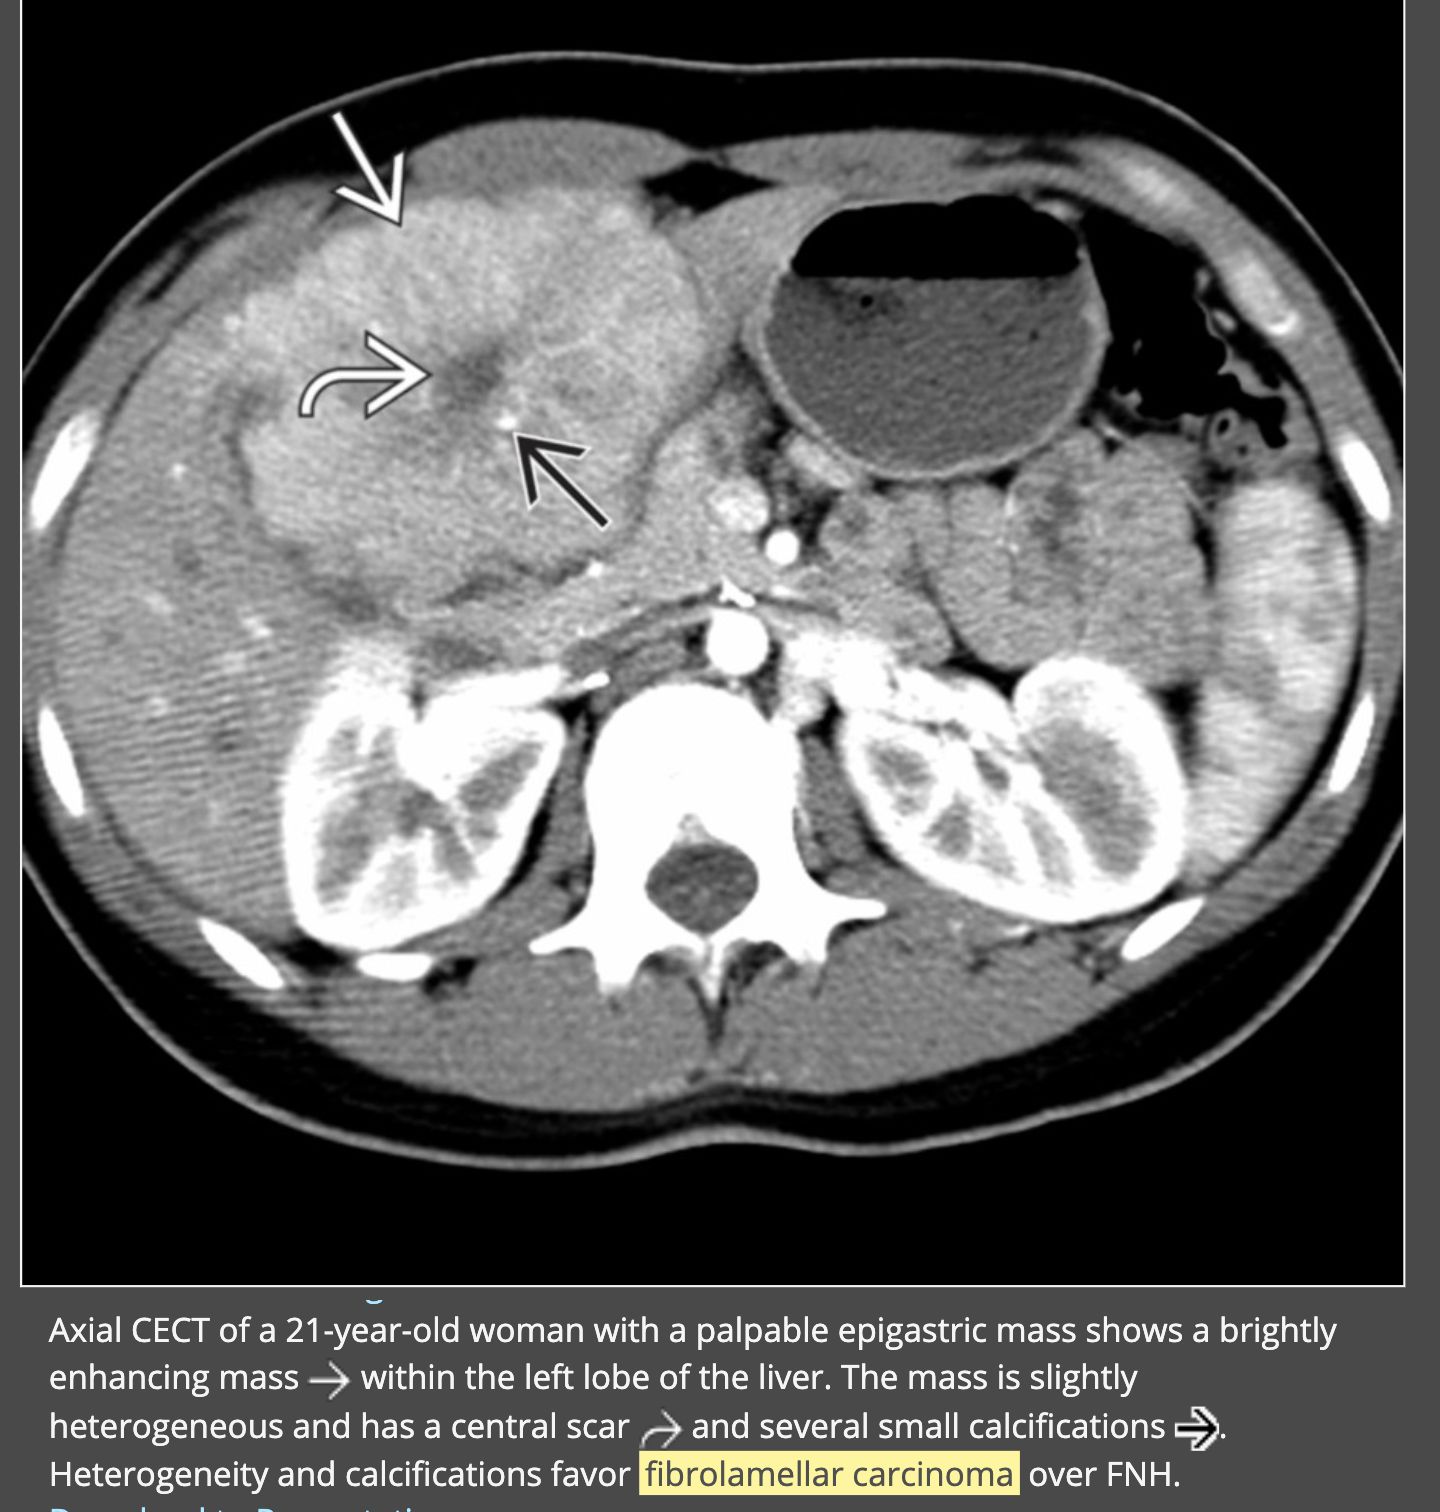 Axial CECT of a 21-year-old woman with a palpable epigastric mass shows a brightly
enhancing mass within the left lobe of the liver. The mass is slightly
heterogeneous and has a central scar and several small calcifications .
Heterogeneity and calcifications favor fibrolamellar carcinoma over FNH.